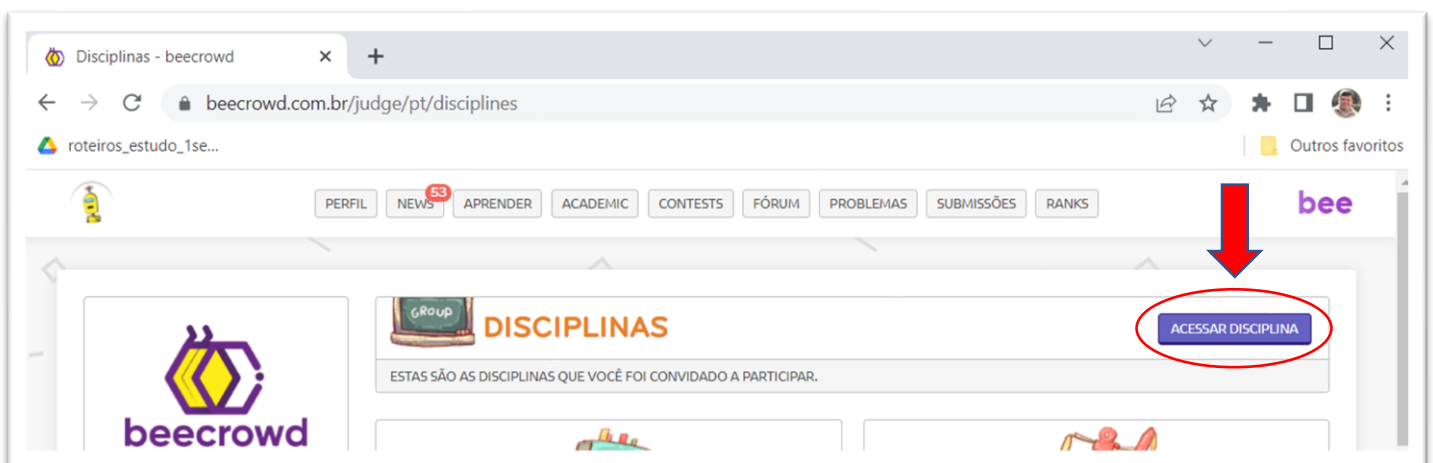 Disciplinas - beecrowd
beecrowd.com.br/judge/pt/disciplines
roteiros_estudo_1se...
Outros favoritos
PERFIL NEWS 53 APRENDER ACADEMIC CONTESTS FÓRUM PROBLEMAS SUBMISSÕES RANKS bee
GROUP
DISCIPLINAS
ACESSAR DISCIPLINA
ESTAS SÃO AS DISCIPLINAS QUE VOCÊ FOI CONVIDADO A PARTICIPAR.
beecrowd